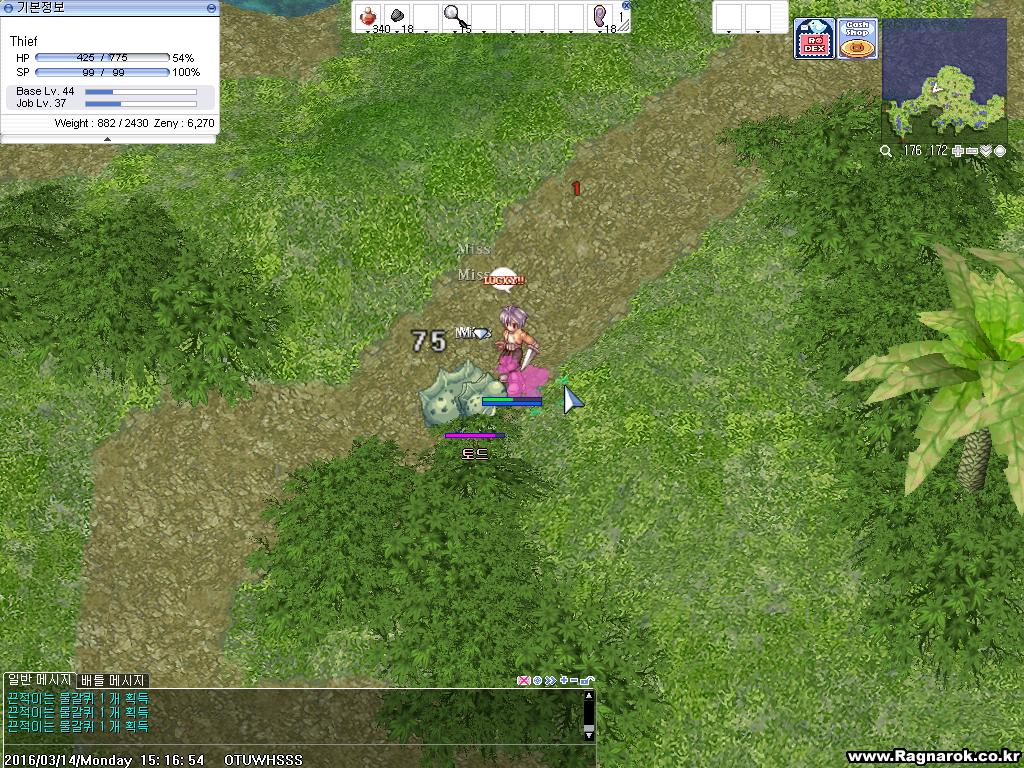 기본정보
Thief
HP 425 / 775 54%
SP 99 / 99 100%
Base Lv. 44
Job Lv. 37
Weight : 882 / 2430 Zeny : 6,270
340 18 15 18 1
RODEX
Cash Shop
176 172
1
Miss
Miss
LUCKY!!
75
토드
일반 메시지 배틀 메시지
끈적이는 물갈퀴 1 개 획득
끈적이는 물갈퀴 1 개 획득
끈적이는 물갈퀴 1 개 획득
2016/03/14/Monday 15:16:54 OTUWHSSS
www.Ragnarok.co.kr